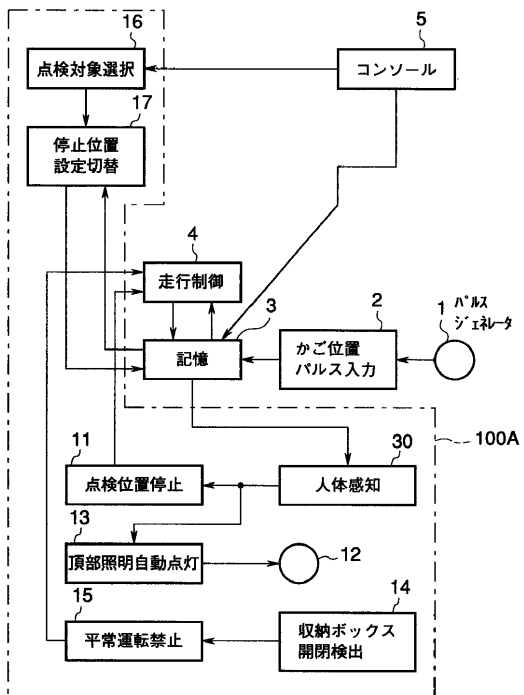 16
点検対象選択
5
コンソール
17
停止位置
設定切替
4
走行制御
3
記憶
2
かご位置
パルス入力
1
パルス
ジェネレータ
100A
11
点検位置停止
30
人体感知
13
頂部照明自動点灯
12
15
平常運転禁止
14
収納ボックス
開閉検出